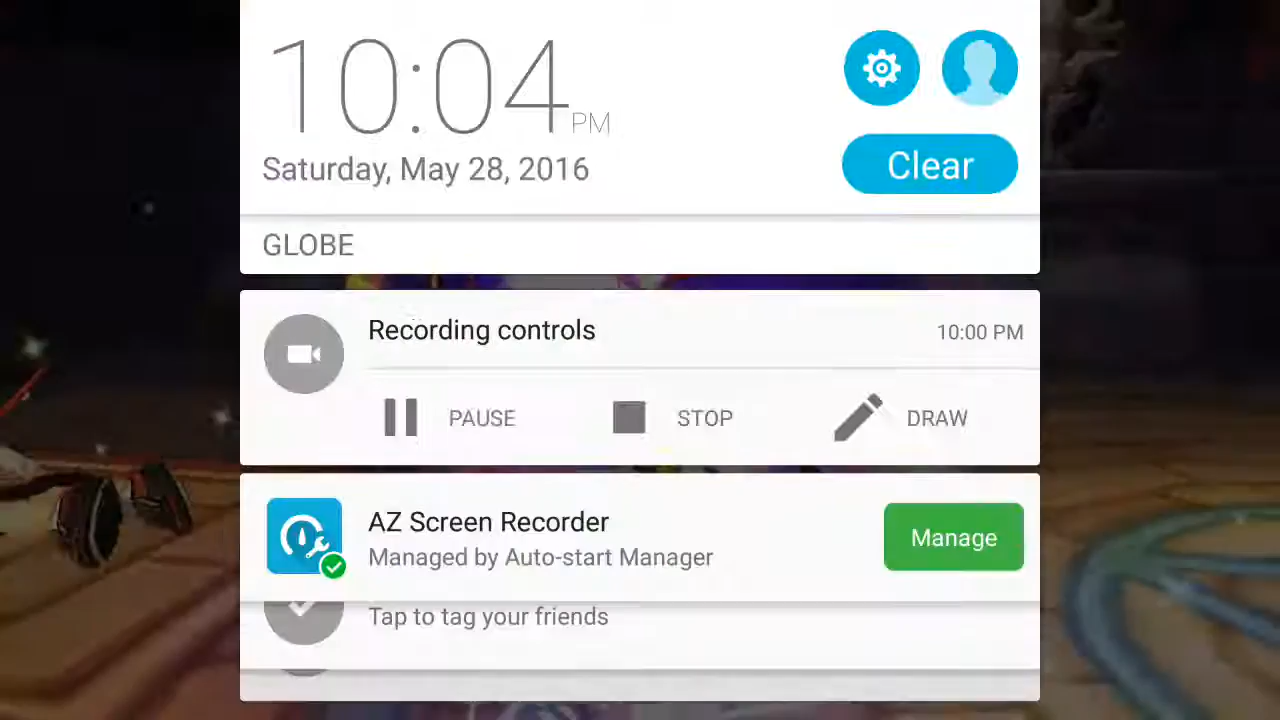 10:04 PM
Saturday, May 28, 2016
Clear
GLOBE
Recording controls
10:00 PM
PAUSE
STOP
DRAW
AZ Screen Recorder
Managed by Auto-start Manager
Manage
Tap to tag your friends